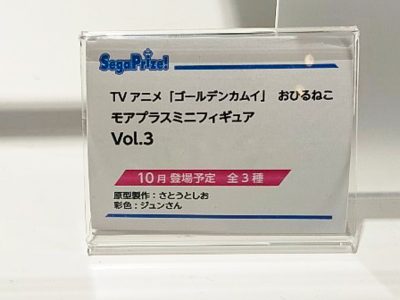 SegaPrize!
TVアニメ「ゴールデンカムイ」 おひるねこ
モアプラスミニフィギュア
Vol.3
10月登場予定 全3種
原型製作：さとうとしお
彩色：ジュンさん